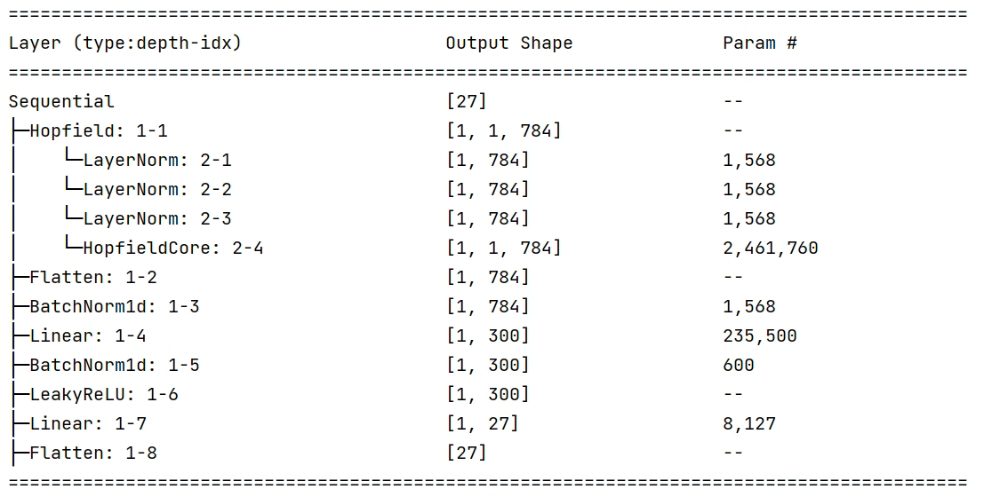 ==========================================================================================
Layer (type:depth-idx)                   Output Shape              Param #
==========================================================================================
Sequential                               [27]                      --
├─Hopfield: 1-1                          [1, 1, 784]               --
│    └─LayerNorm: 2-1                    [1, 784]                  1,568
│    └─LayerNorm: 2-2                    [1, 784]                  1,568
│    └─LayerNorm: 2-3                    [1, 784]                  1,568
│    └─HopfieldCore: 2-4                 [1, 1, 784]               2,461,760
├─Flatten: 1-2                           [1, 784]                  --
├─BatchNorm1d: 1-3                       [1, 784]                  1,568
├─Linear: 1-4                            [1, 300]                  235,500
├─BatchNorm1d: 1-5                       [1, 300]                  600
├─LeakyReLU: 1-6                         [1, 300]                  --
├─Linear: 1-7                            [1, 27]                   8,127
├─Flatten: 1-8                           [27]                      --
==========================================================================================